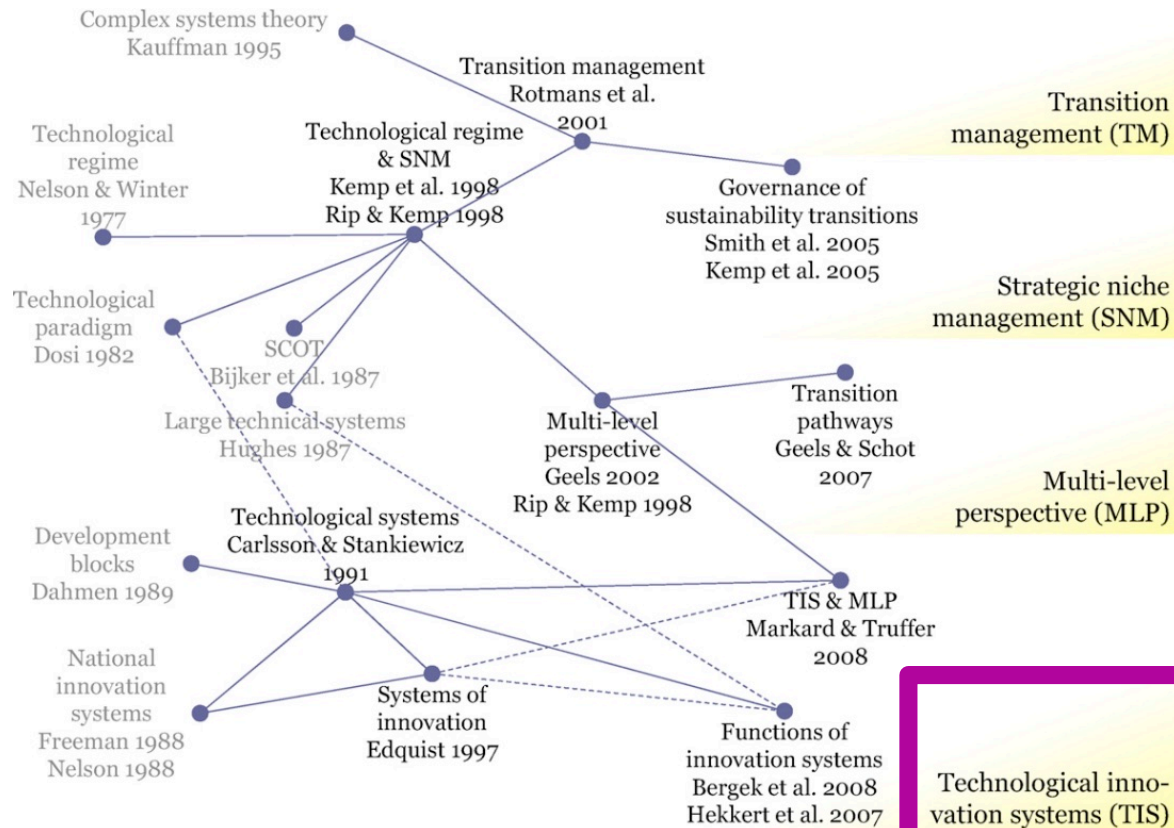 Complex systems theory
Kauffman 1995
Transition management
Rotmans et al.
2001
Transition
management (TM)
Technological
regime
Nelson & Winter
1977
Technological regime
& SNM
Kemp et al. 1998
Rip & Kemp 1998
Governance of
sustainability transitions
Smith et al. 2005
Kemp et al. 2005
Strategic niche
management (SNM)
Technological
paradigm
Dosi 1982
SCOT
Bijker et al. 1987
Large technical systems
Hughes 1987
Multi-level
perspective
Geels 2002
Rip & Kemp 1998
Transition
pathways
Geels & Schot
2007
Multi-level
perspective (MLP)
Technological systems
Carlsson & Stankiewicz
1991
Development
blocks
Dahmen 1989
TIS & MLP
Markard & Truffer
2008
National
innovation
systems
Freeman 1988
Nelson 1988
Systems of
innovation
Edquist 1997
Functions of
innovation systems
Bergek et al. 2008
Hekkert et al. 2007
Technological inno-
vation systems (TIS)